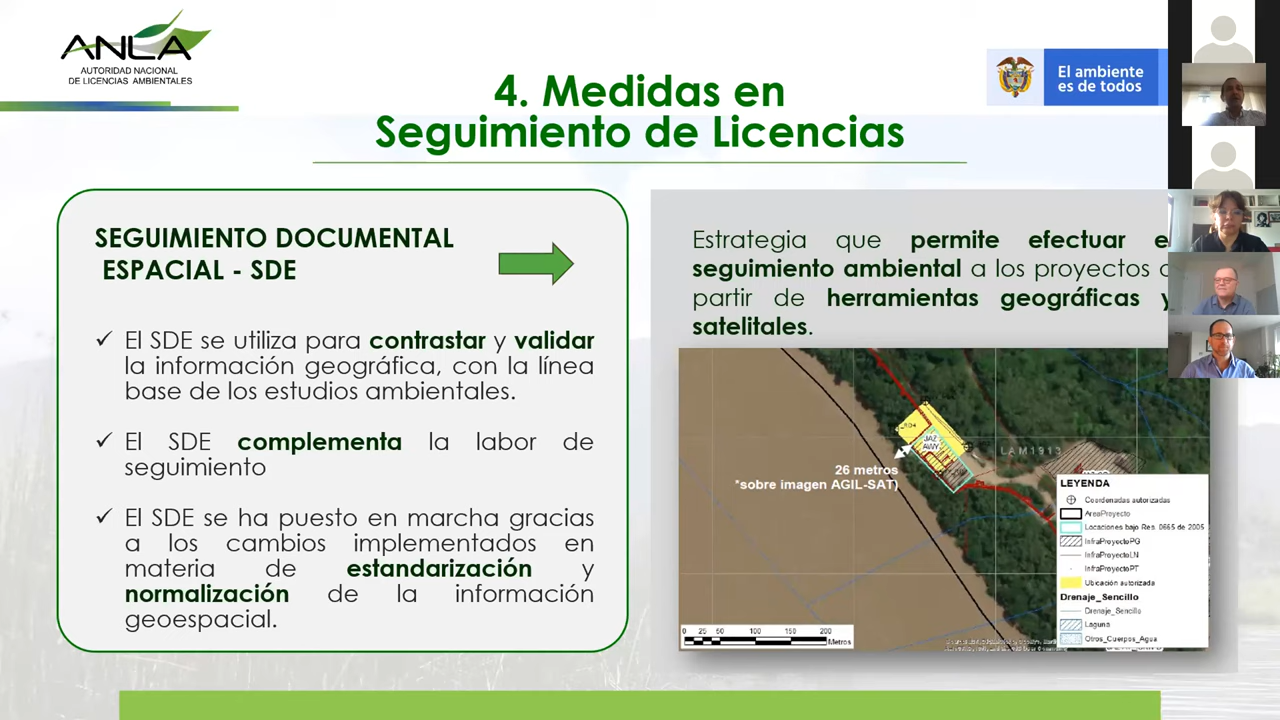 ANLA
AUTORIDAD NACIONAL
DE LICENCIAS AMBIENTALES
El ambiente
es de todos
4. Medidas en
Seguimiento de Licencias
SEGUIMIENTO DOCUMENTAL
ESPACIAL - SDE
✓ El SDE se utiliza para contrastar y validar
la información geográfica, con la línea
base de los estudios ambientales.
✓ El SDE complementa la labor de
seguimiento
✓ El SDE se ha puesto en marcha gracias
a los cambios implementados en
materia de estandarización y
normalización de la información
geoespacial.
Estrategia que permite efectuar e
seguimiento ambiental a los proyectos
partir de herramientas geográficas y
satelitales.
JAZ
AWY
LAM1913
26 metros
*sobre imagen AGIL-SAT)
LEYENDA
Coordenadas autorizadas
AreaProyecto
Locaciones bajo Res. 0665 de 2005
InfraProyectoPG
InfraProyectoLN
InfraProyectoPT
Ubicación autorizada
Drenaje_Sencillo
Drenaje_Sencillo
Laguna
Otros_Cuerpos_Agua
0 25 50 100 150 200
Metros